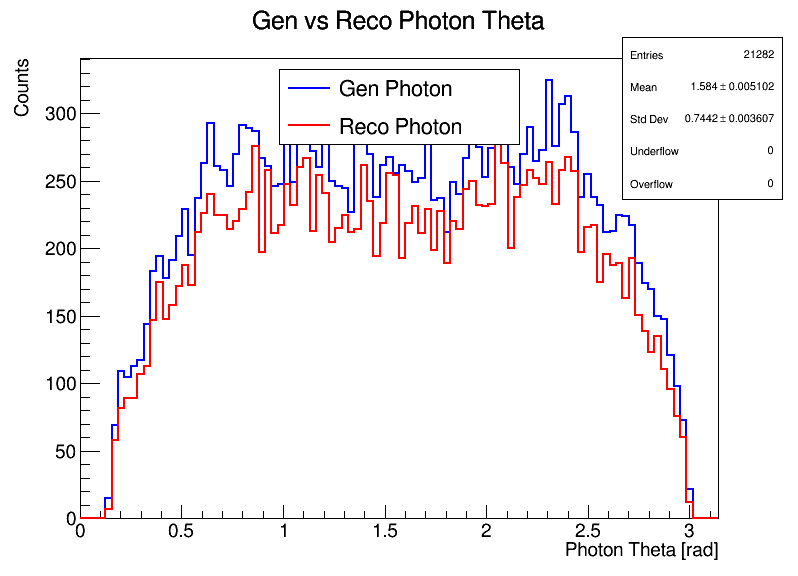 Gen vs Reco Photon Theta
Entries 21282
Mean 1.584 ± 0.005102
Std Dev 0.7442 ± 0.003607
Underflow 0
Overflow 0
Gen Photon
Reco Photon
Counts
300
250
200
150
100
50
0
0 0.5 1 1.5 2 2.5 3
Photon Theta [rad]